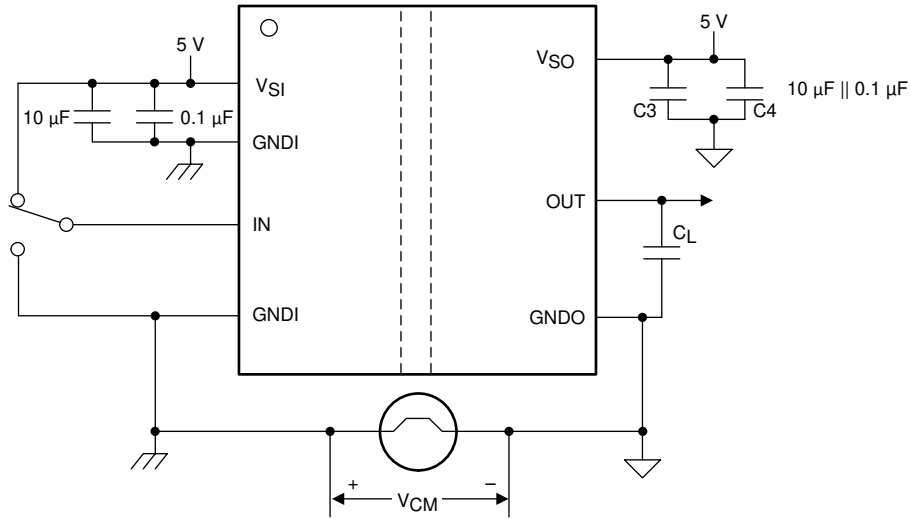 5 V
5 V
V_SI
V_SO
10 µF
0.1 µF
C3
C4
10 µF || 0.1 µF
GNDI
IN
OUT
C_L
GNDI
GNDO
+
V_CM
–